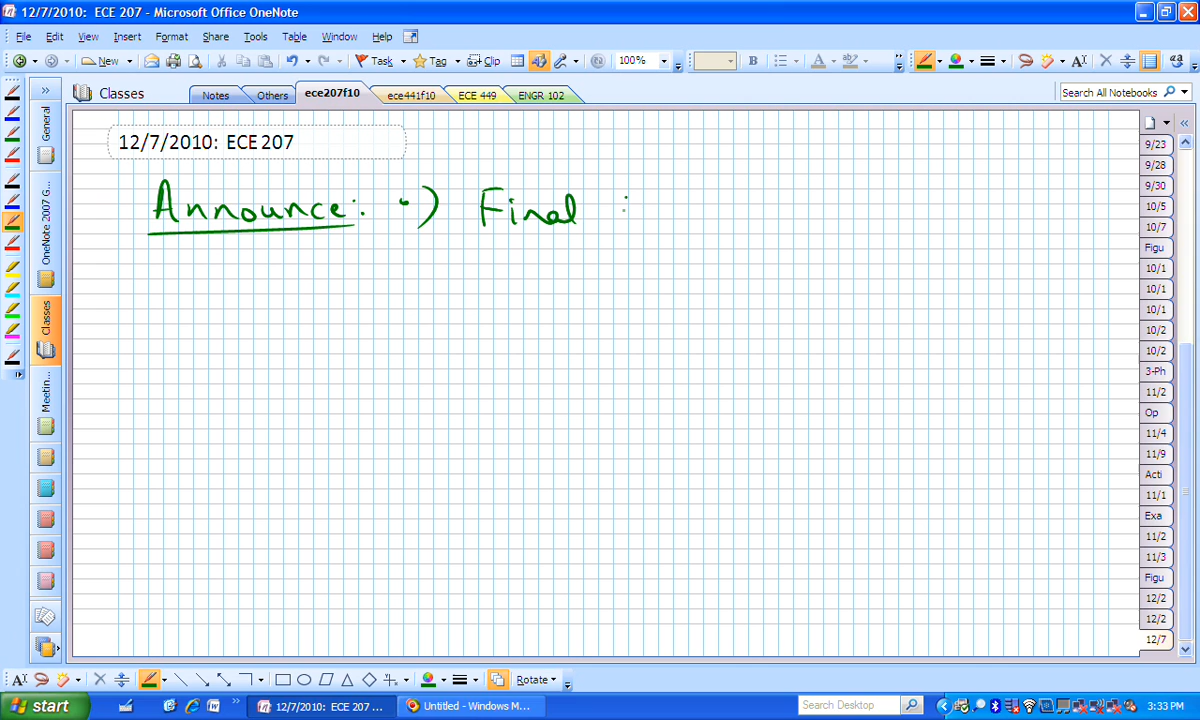 12/7/2010: ECE 207 - Microsoft Office OneNote
File Edit View Insert Format Share Tools Table Window Help
New Task Tag Clip 100% B A ab A
Classes Notes Others ece207f10 ece441f10 ECE 449 ENGR 102 Search All Notebooks
12/7/2010: ECE 207
Announce: •) Final :
General
OneNote 2007 G...
Classes
Meetin...
9/23
9/28
9/30
10/5
10/7
Figu
10/1
10/1
10/1
10/2
10/2
3-Ph
11/2
Op
11/4
11/9
Acti
11/1
Exa
11/2
11/3
Figu
12/2
12/2
12/7
A Rotate
start 12/7/2010: ECE 207 ... Untitled - Windows M... Search Desktop 3:33 PM